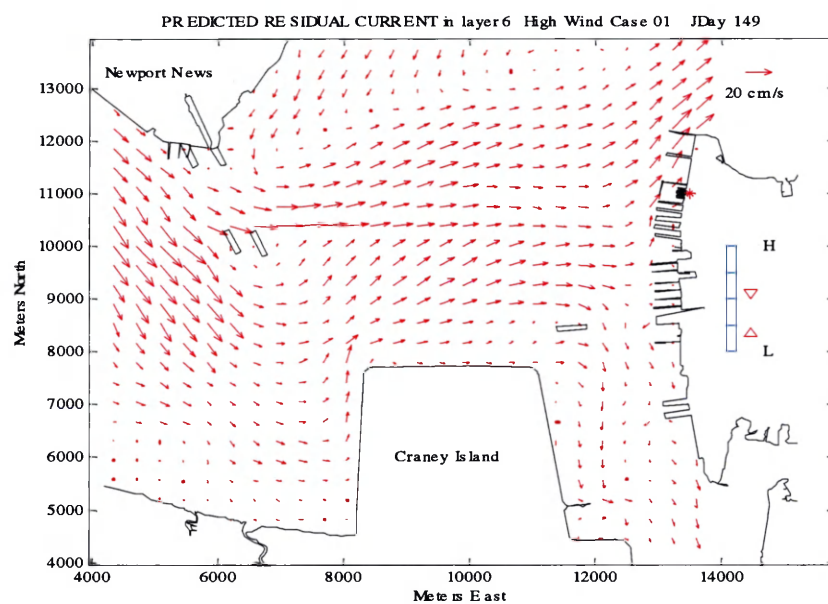 PREDICTED RESIDUAL CURRENT in layer 6 High Wind Case 01 JDay 149
Newport News
20 cm/s
H
L
Craney Island
13000
12000
11000
10000
9000
8000
7000
6000
5000
4000
Meters North
4000 6000 8000 10000 12000 14000
Meters East